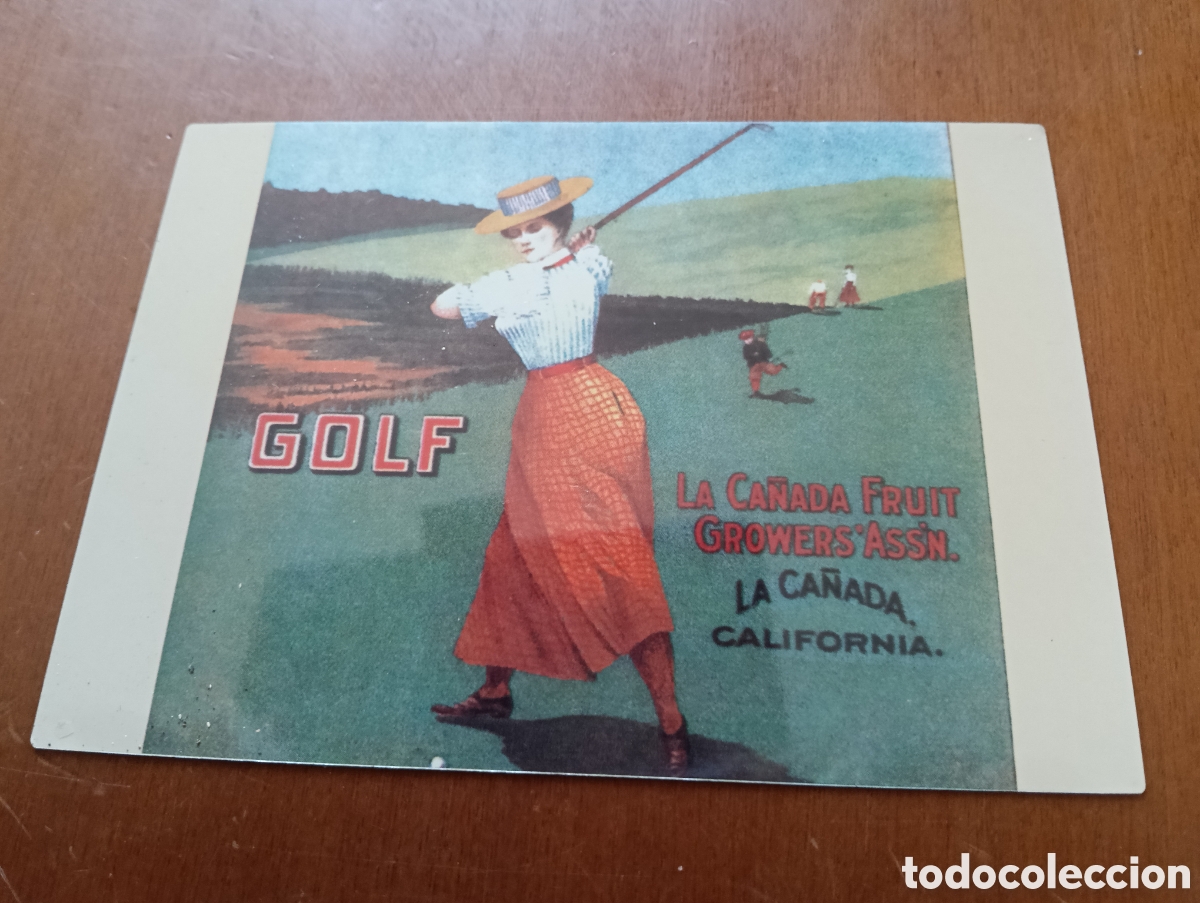 GOLF
LA CAÑADA FRUIT
GROWERS' ASS'N.
LA CAÑADA.
CALIFORNIA.
todocoleccion